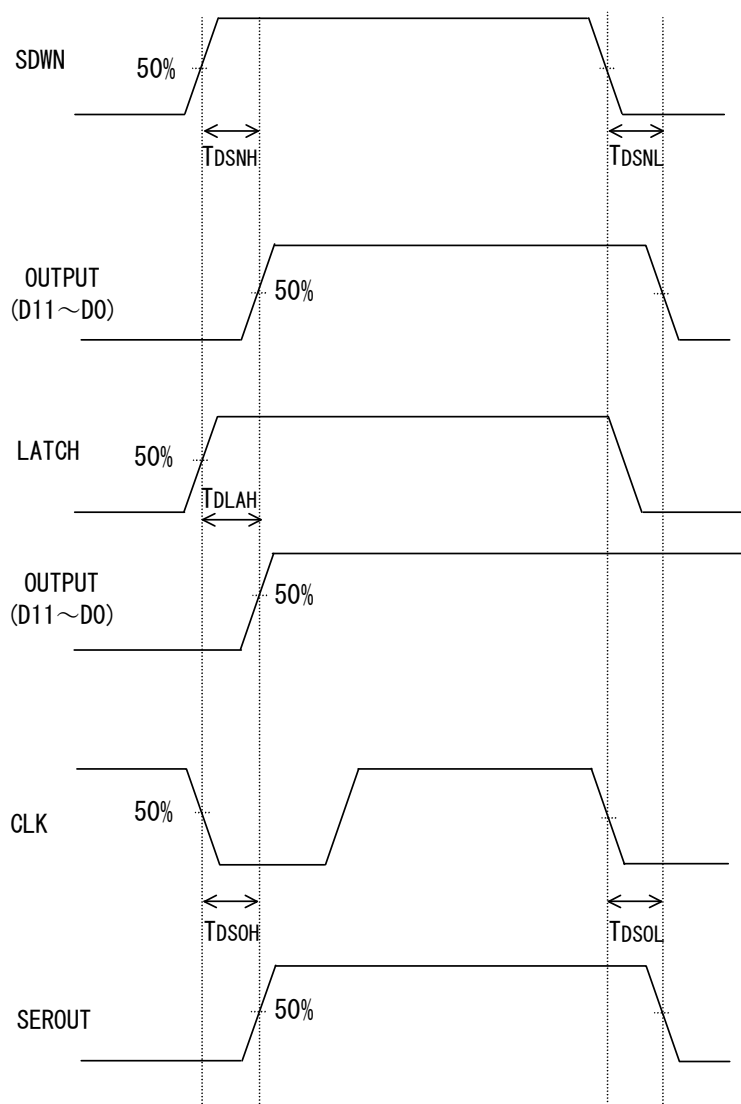 SDWN
50%
TDSNH
TDSNL
OUTPUT
(D11～D0)
50%
LATCH
50%
TDLAH
OUTPUT
(D11～D0)
50%
CLK
50%
TDSOH
TDSOL
SEROUT
50%